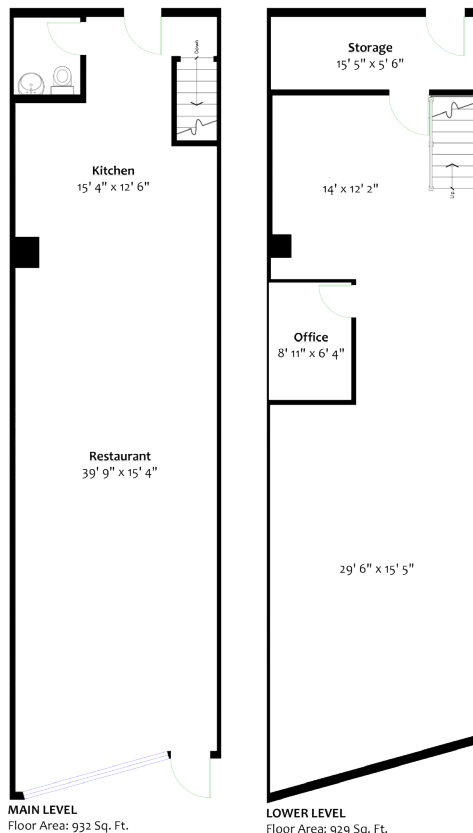 Down
Kitchen
15' 4" x 12' 6"
Restaurant
39' 9" x 15' 4"
MAIN LEVEL
Floor Area: 932 Sq. Ft.
Storage
15' 5" x 5' 6"
14' x 12' 2"
Up
Office
8' 11" x 6' 4"
29' 6" x 15' 5"
LOWER LEVEL
Floor Area: 929 Sq. Ft.